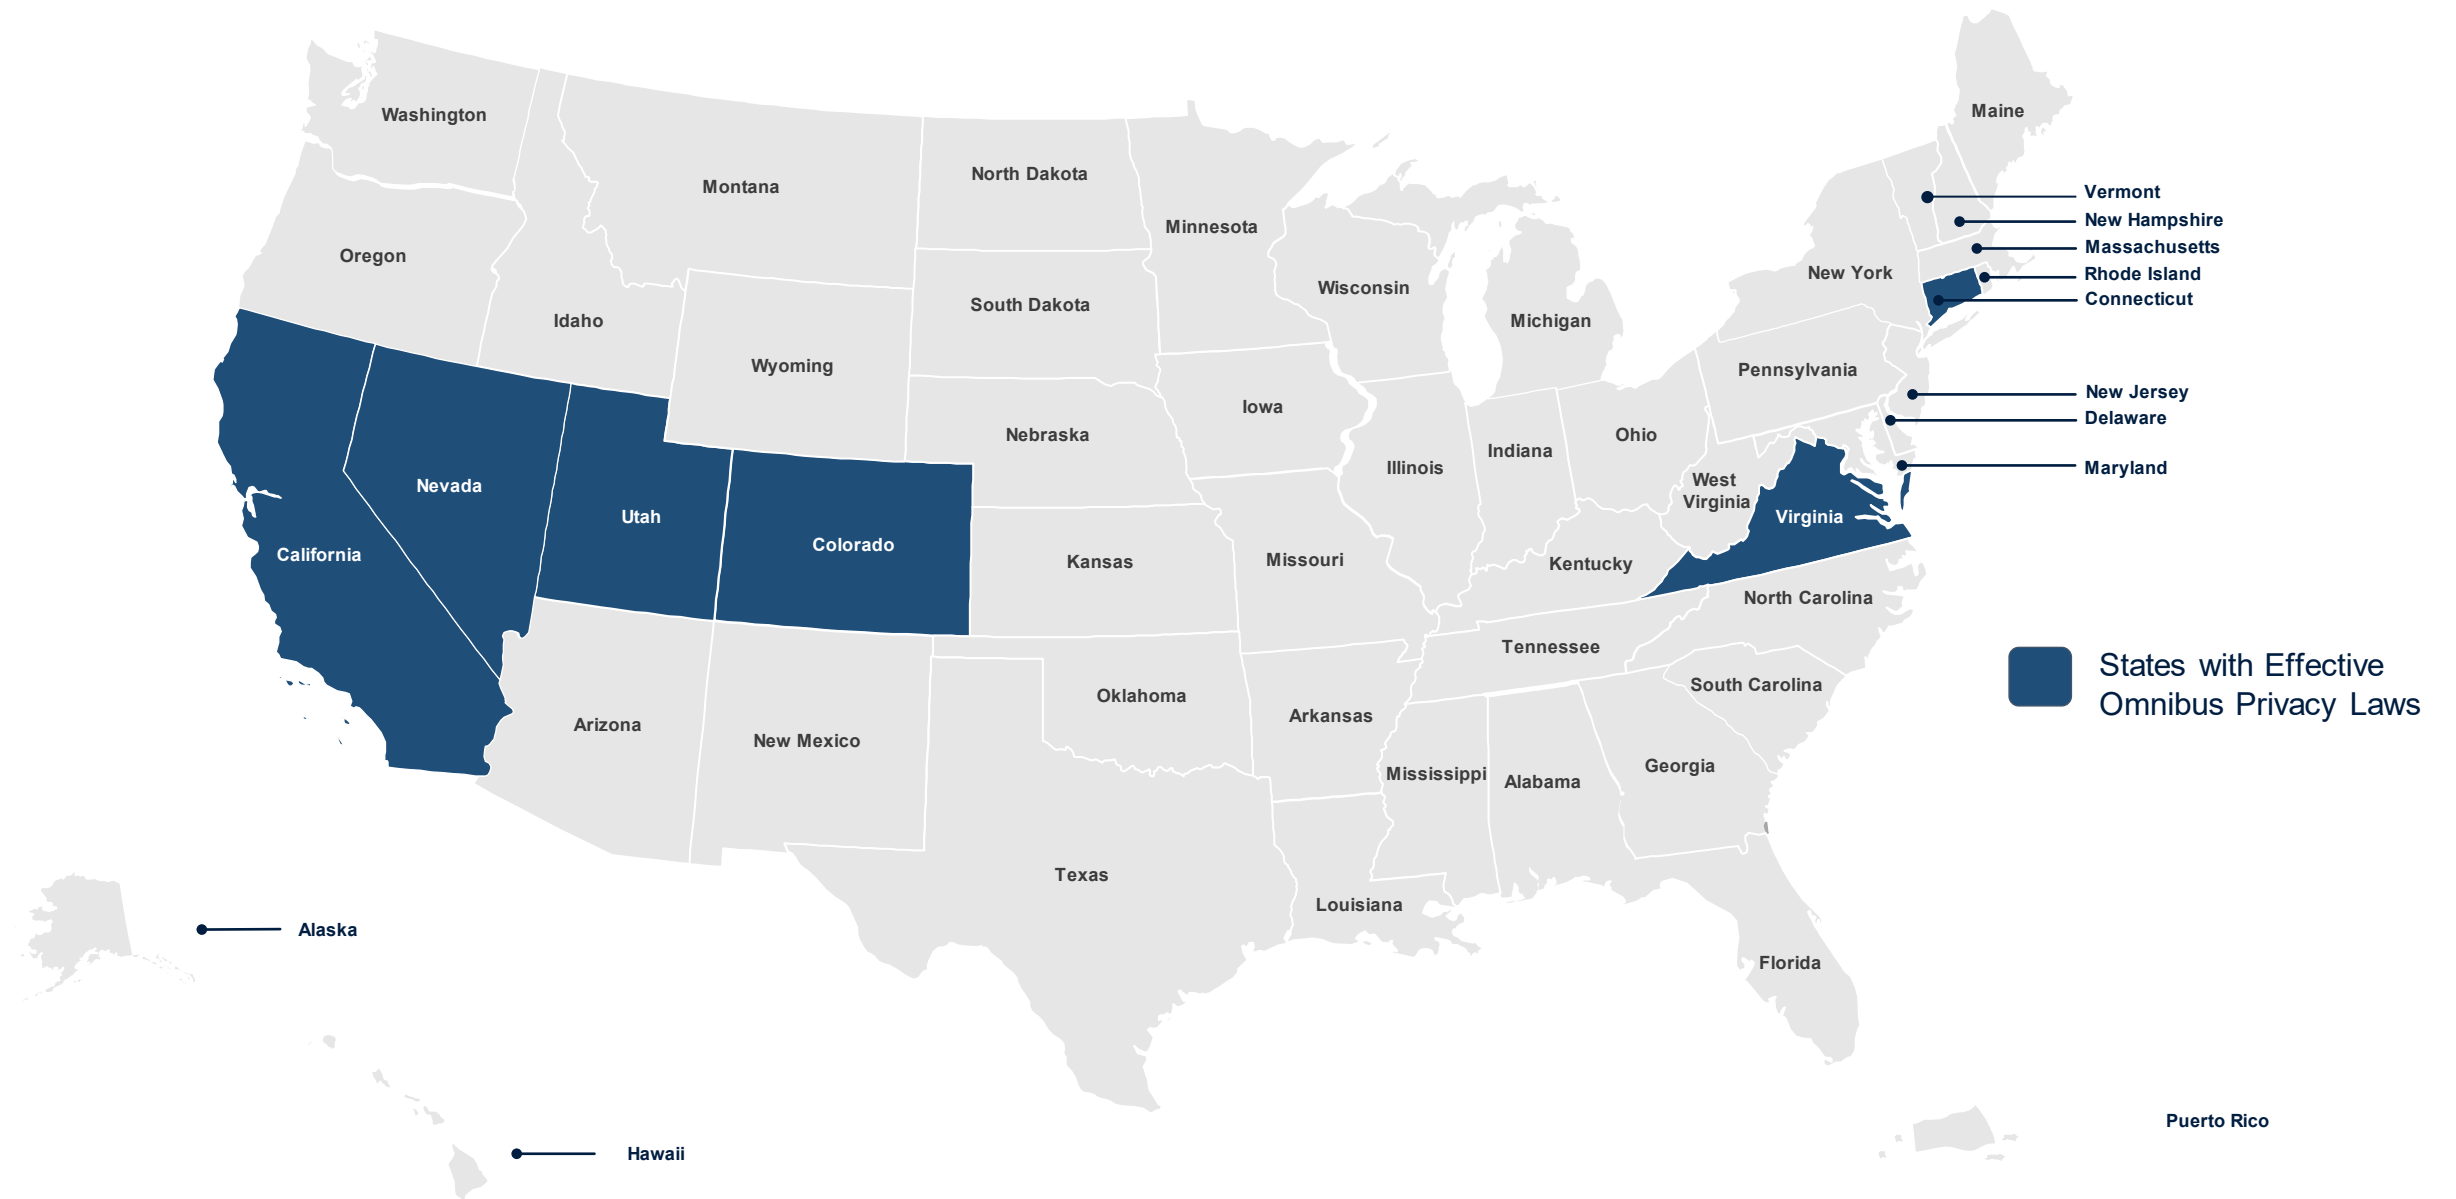 Washington
Maine
Montana
North Dakota
Vermont
New Hampshire
Minnesota
Massachusetts
Oregon
Rhode Island
New York
Wisconsin
Connecticut
South Dakota
Idaho
Michigan
Wyoming
Pennsylvania
New Jersey
Iowa
Delaware
Nebraska
Ohio
Indiana
Illinois
Maryland
West
Virginia
Nevada
Utah
Virginia
Colorado
California
Kansas
Missouri
Kentucky
North Carolina
Tennessee
States with Effective
Omnibus Privacy Laws
South Carolina
Oklahoma
Arkansas
Arizona
New Mexico
Georgia
Mississippi
Alabama
Texas
Louisiana
Alaska
Florida
Puerto Rico
Hawaii